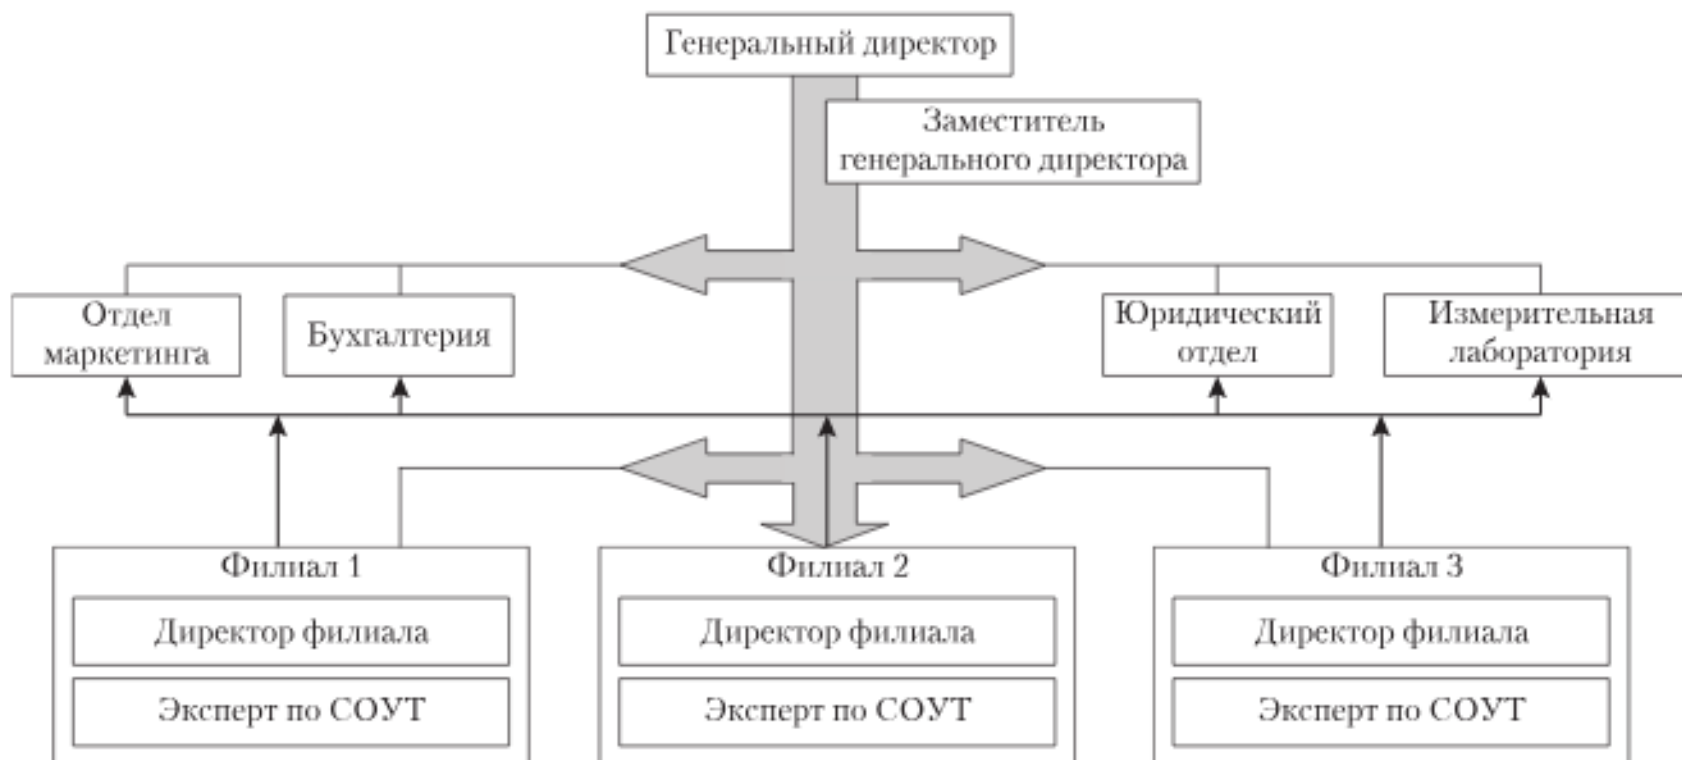 Генеральный директор
Заместитель
генерального директора
Отдел
маркетинга
Бухгалтерия
Юридический
отдел
Измерительная
лаборатория
Филиал 1
Директор филиала
Эксперт по СОУТ
Филиал 2
Директор филиала
Эксперт по СОУТ
Филиал 3
Директор филиала
Эксперт по СОУТ